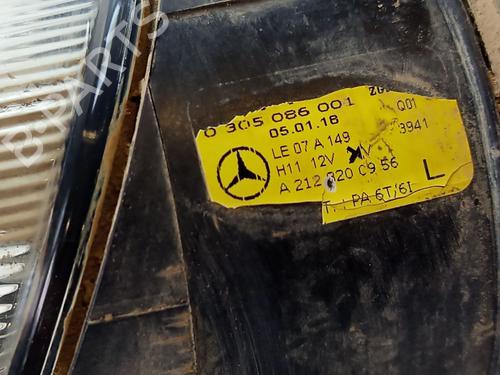 B-PARTS
0 305 086 001
05.01.18
001
LE 07 A 149
3941
H11 12V
A 212 820 09 56
L
PA 6T/6I